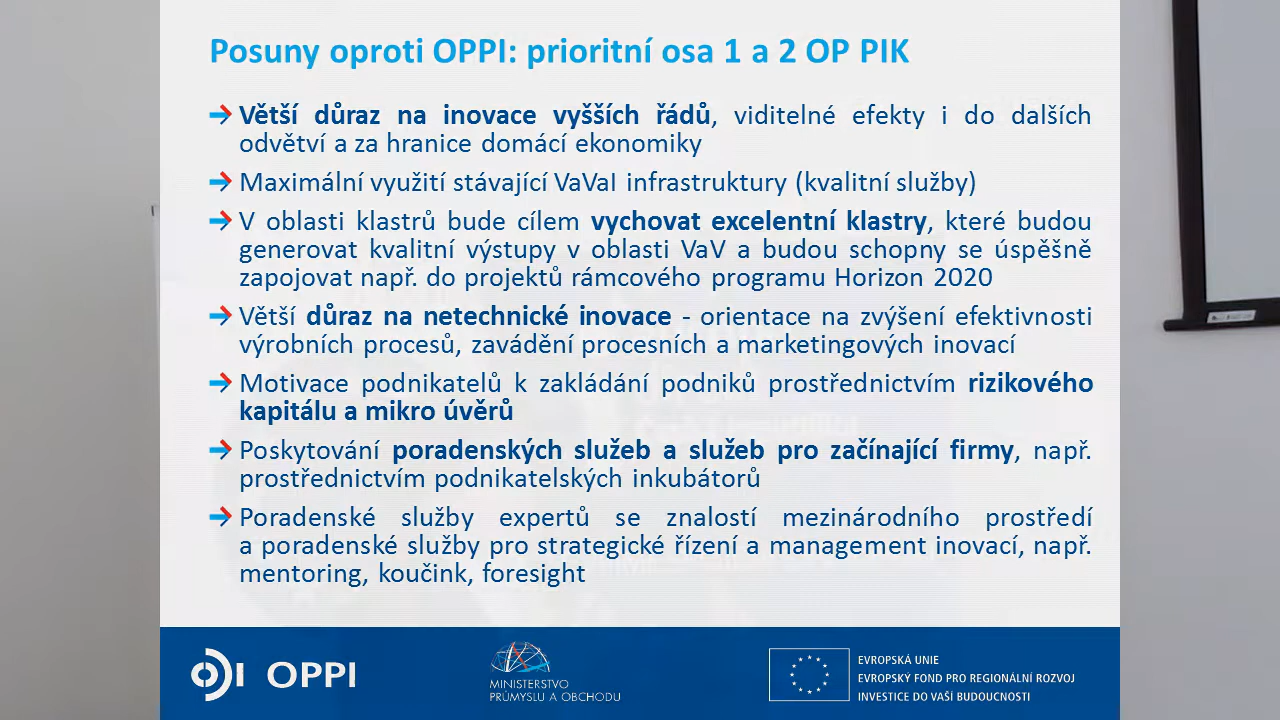 Posuny oproti OPPI: prioritní osa 1 a 2 OP PIK
Větší důraz na inovace vyšších řádů, viditelné efekty i do dalších
odvětví a za hranice domácí ekonomiky
Maximální využití stávající VaVaI infrastruktury (kvalitní služby)
V oblasti klastrů bude cílem vychovat excelentní klastry, které budou
generovat kvalitní výstupy v oblasti VaV a budou schopny se úspěšně
zapojovat např. do projektů rámcového programu Horizon 2020
Větší důraz na netechnické inovace - orientace na zvýšení efektivnosti
výrobních procesů, zavádění procesních a marketingových inovací
Motivace podnikatelů k zakládání podniků prostřednictvím rizikového
kapitálu a mikro úvěrů
Poskytování poradenských služeb a služeb pro začínající firmy, např.
prostřednictvím podnikatelských inkubátorů
Poradenské služby expertů se znalostí mezinárodního prostředí
a poradenské služby pro strategické řízení a management inovací, např.
mentoring, koučink, foresight
OPPI
MINISTERSTVO
PRŮMYSLU A OBCHODU
EVROPSKÁ UNIE
EVROPSKÝ FOND PRO REGIONÁLNÍ ROZVOJ
INVESTICE DO VAŠÍ BUDOUCNOSTI